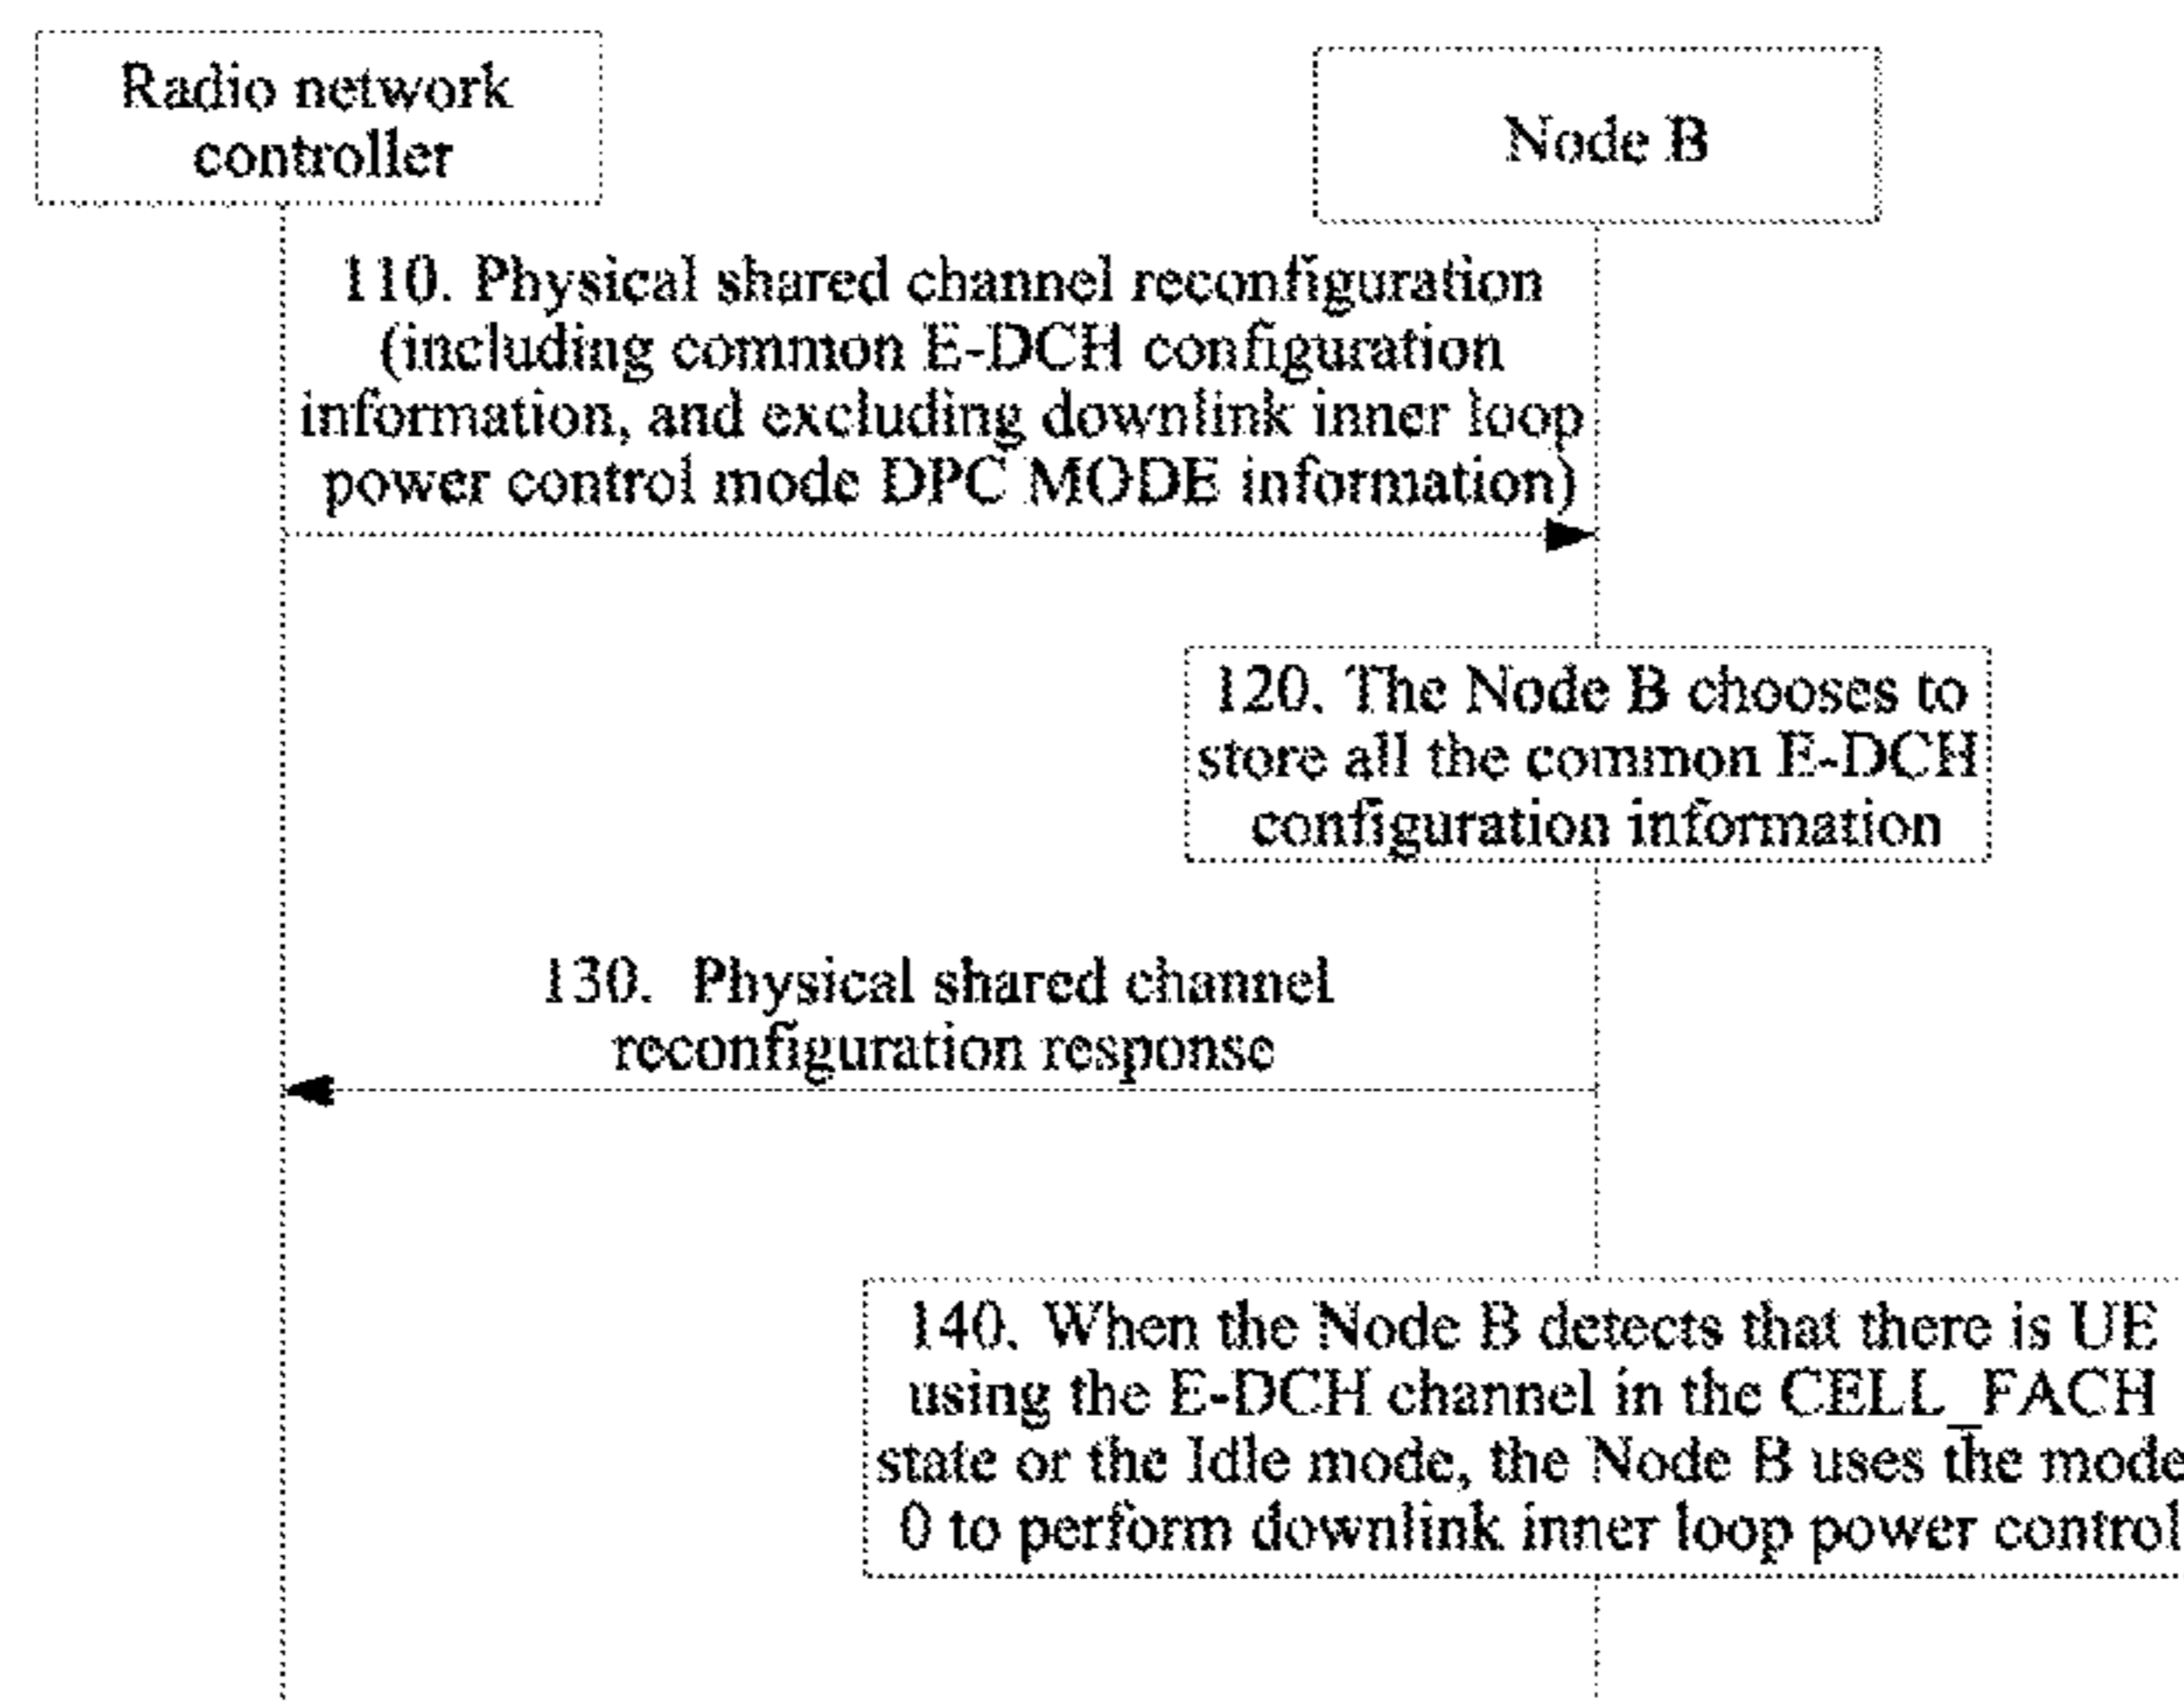 Radio network
controller
Node B
110. Physical shared channel reconfiguration
(including common E-DCH configuration
information, and excluding downlink inner loop
power control mode DPC MODE information)
120. The Node B chooses to
store all the common E-DCH
configuration information
130. Physical shared channel
reconfiguration response
140. When the Node B detects that there is UE
using the E-DCH channel in the CELL_FACH
state or the Idle mode, the Node B uses the mode
0 to perform downlink inner loop power control